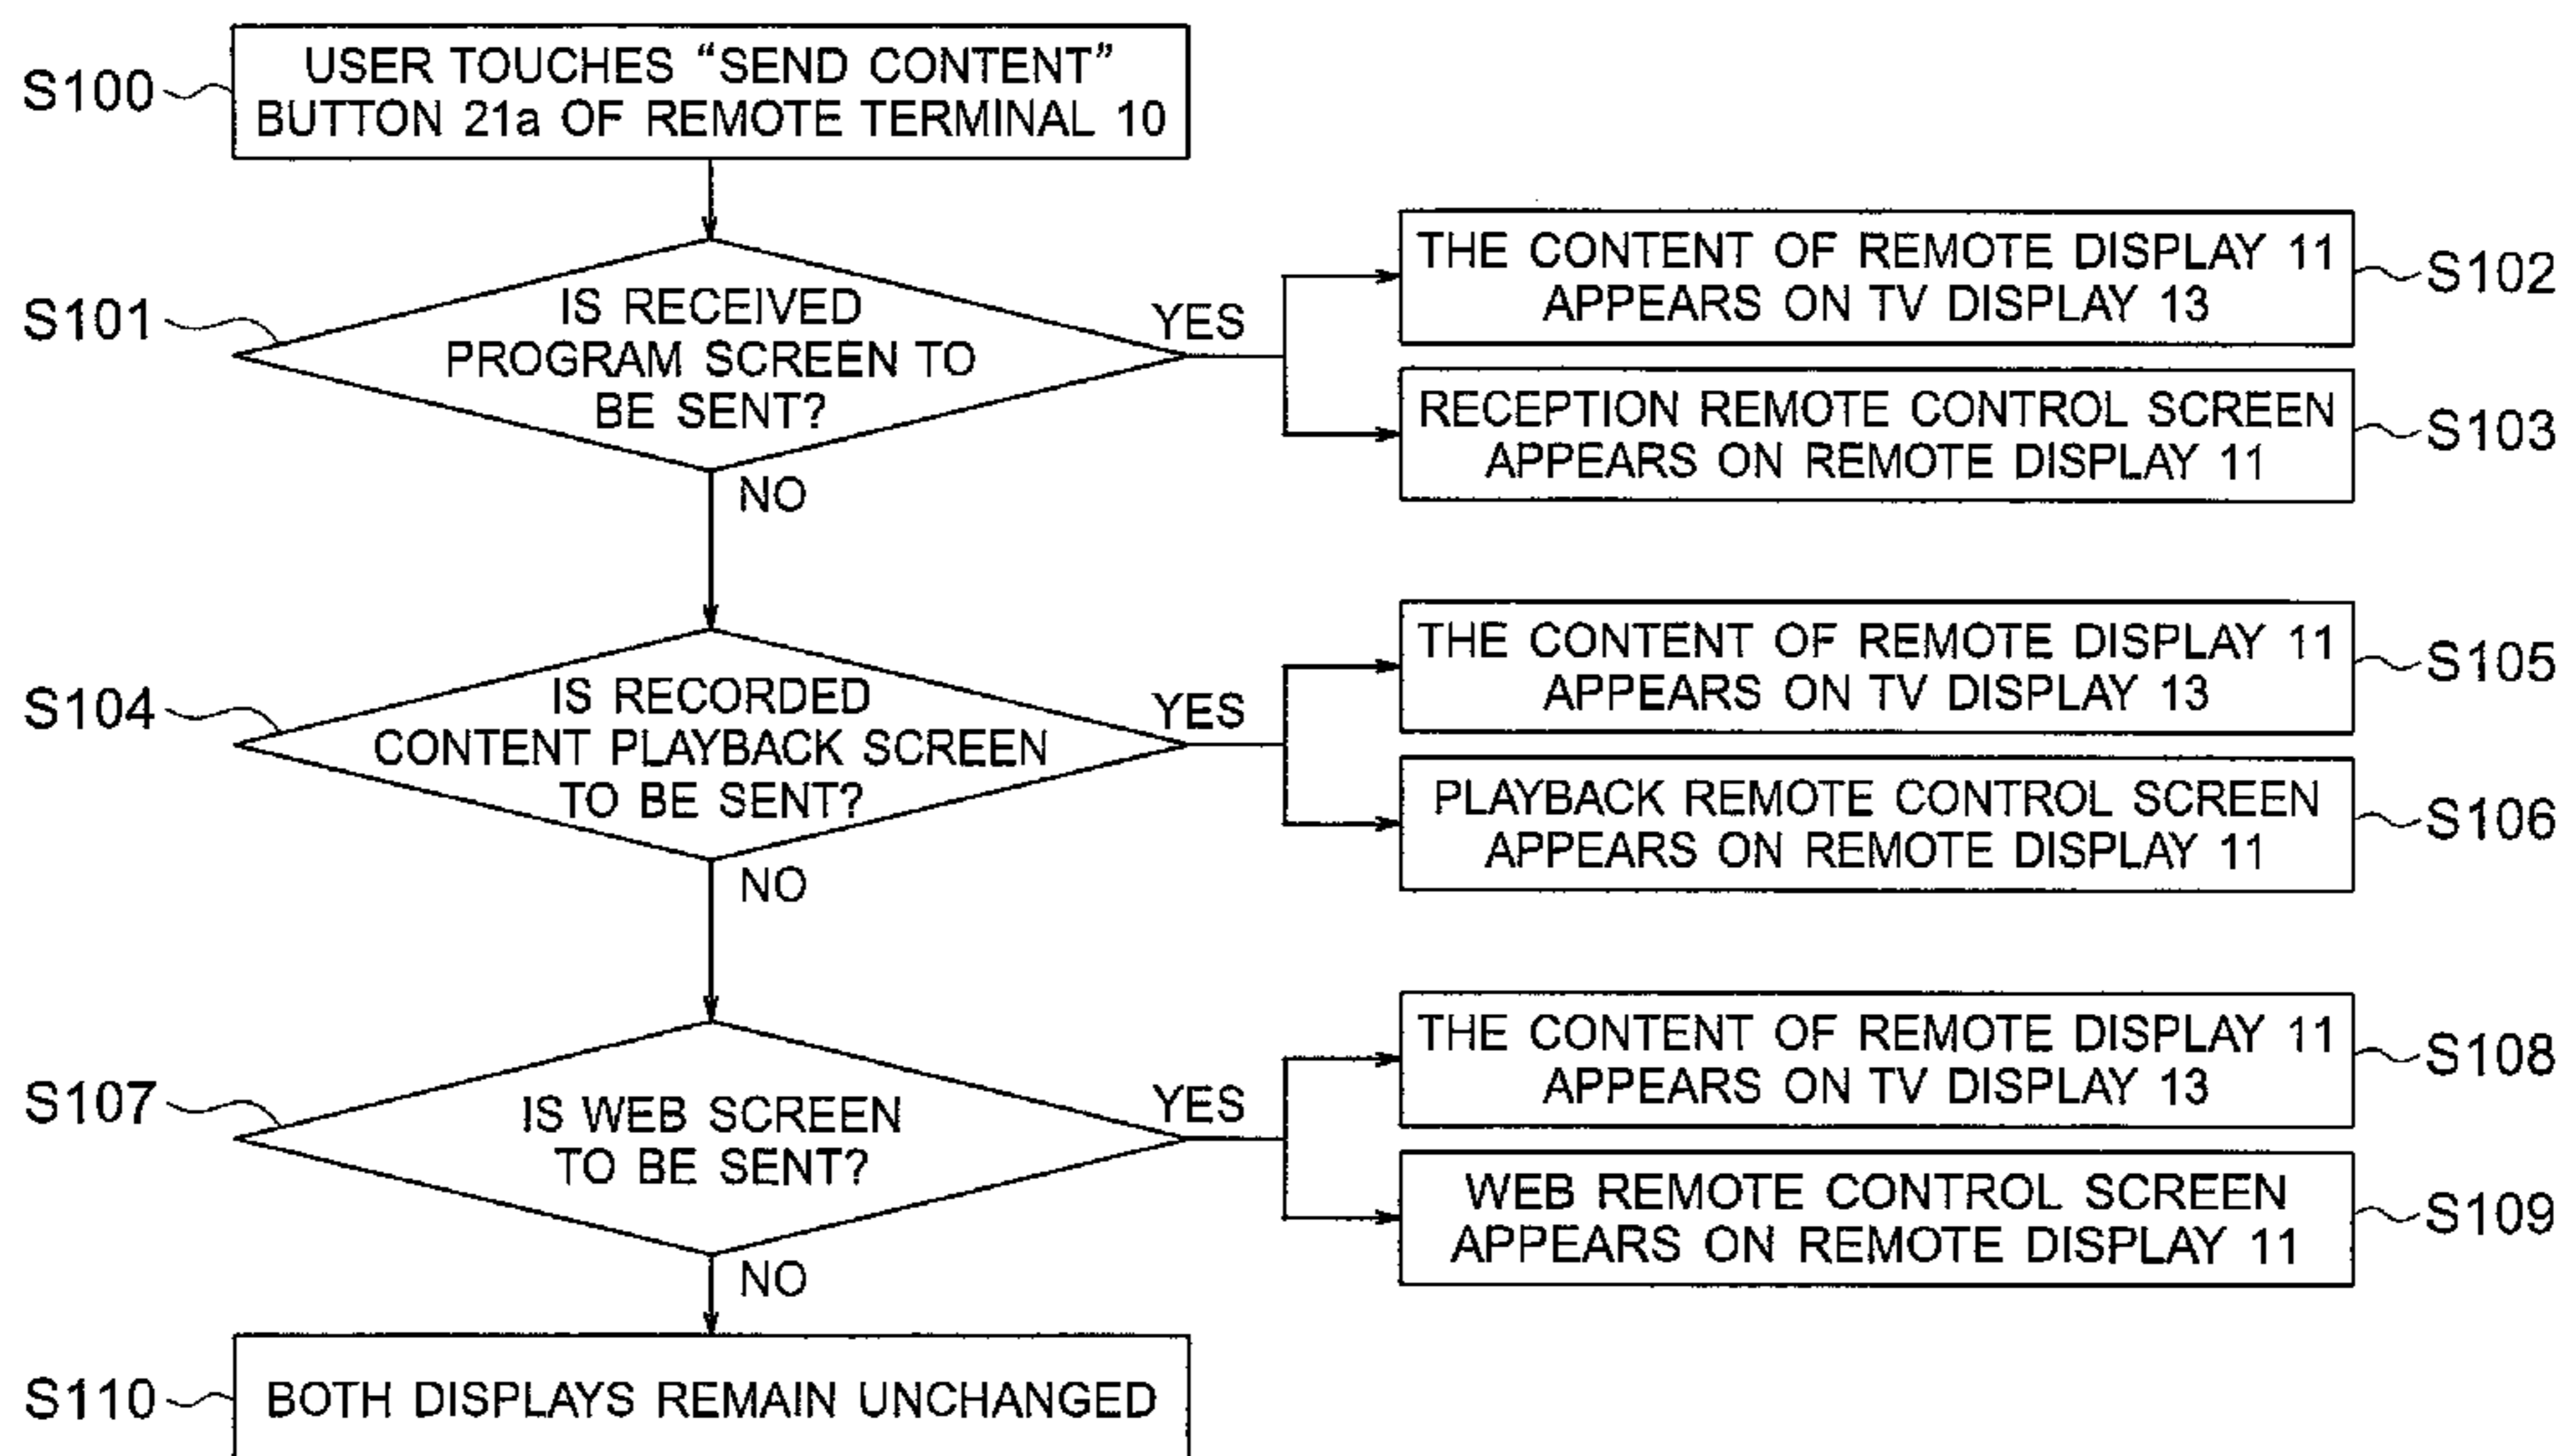 S100
USER TOUCHES “SEND CONTENT”
BUTTON 21a OF REMOTE TERMINAL 10
S101
IS RECEIVED
PROGRAM SCREEN TO
BE SENT?
YES
NO
THE CONTENT OF REMOTE DISPLAY 11
APPEARS ON TV DISPLAY 13
S102
RECEPTION REMOTE CONTROL SCREEN
APPEARS ON REMOTE DISPLAY 11
S103
S104
IS RECORDED
CONTENT PLAYBACK SCREEN
TO BE SENT?
YES
NO
THE CONTENT OF REMOTE DISPLAY 11
APPEARS ON TV DISPLAY 13
S105
PLAYBACK REMOTE CONTROL SCREEN
APPEARS ON REMOTE DISPLAY 11
S106
S107
IS WEB SCREEN
TO BE SENT?
YES
NO
THE CONTENT OF REMOTE DISPLAY 11
APPEARS ON TV DISPLAY 13
S108
WEB REMOTE CONTROL SCREEN
APPEARS ON REMOTE DISPLAY 11
S109
S110
BOTH DISPLAYS REMAIN UNCHANGED